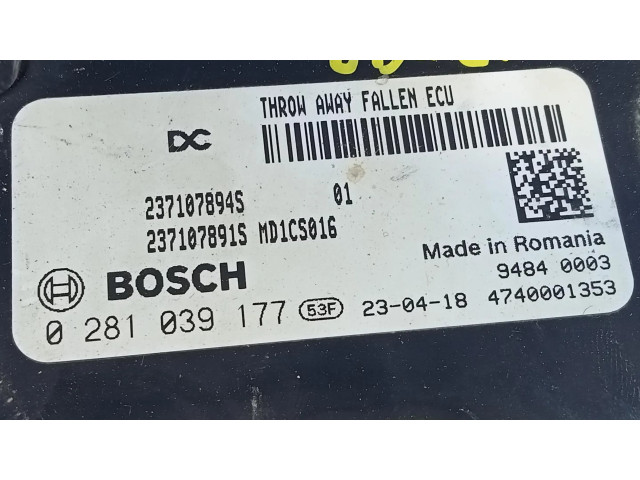 THROW AWAY FALLEN ECU
DC
237107894S 01
237107891S MD1CS016
Made in Romania
BOSCH
9484 0003
0 281 039 177 53F 23-04-18 4740001353